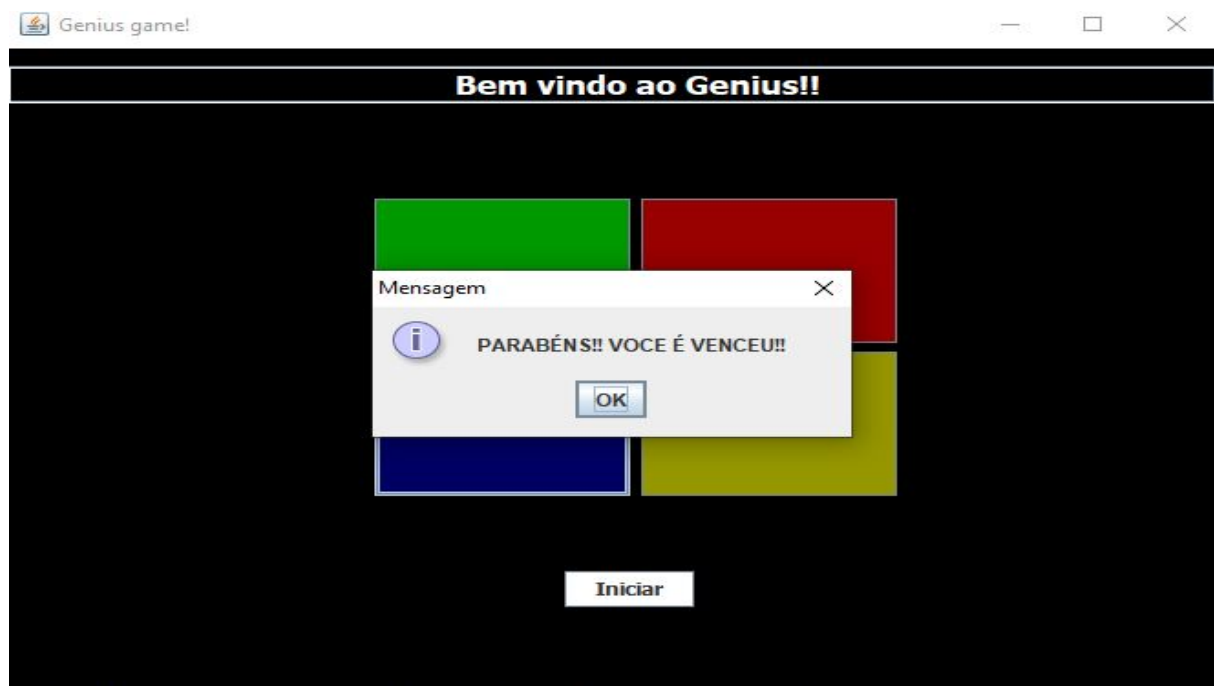 Genius game!
Bem vindo ao Genius!!
Mensagem
i
PARABÉNS!! VOCE É VENCEU!!
OK
Iniciar